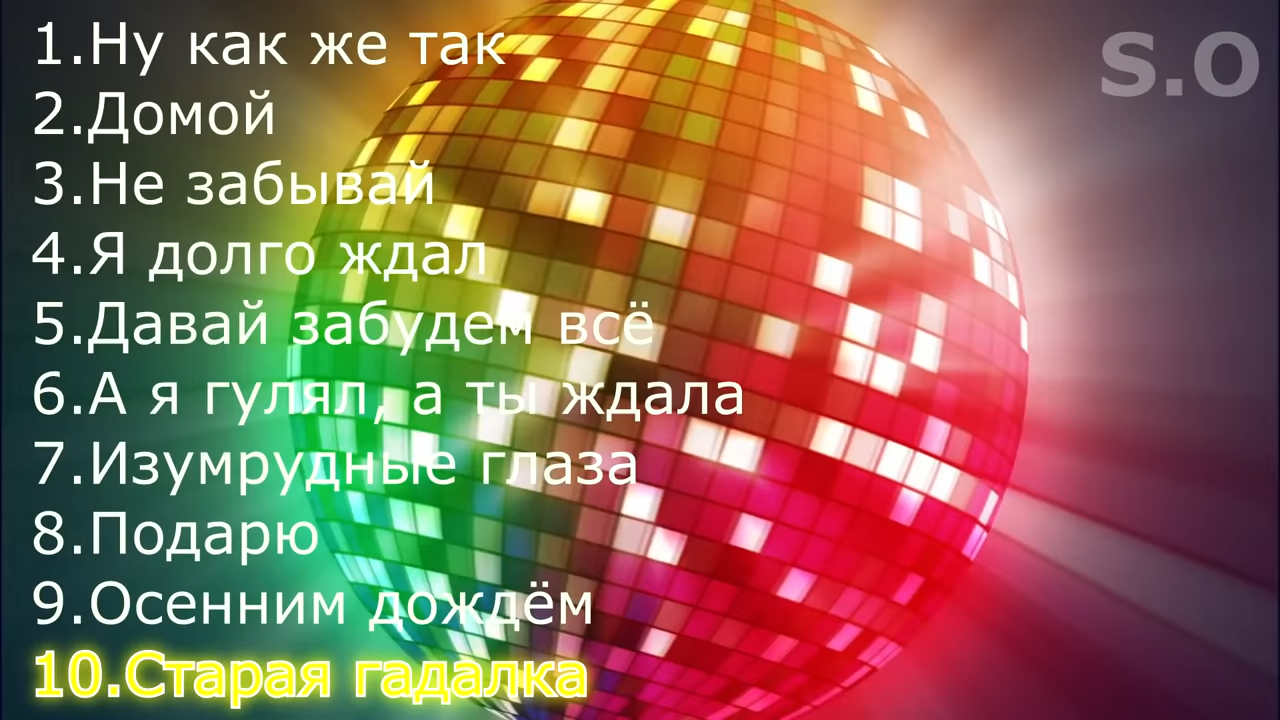 1.Ну как же так
S.O
2.Домой
3.Не забывай
4.Я долго ждал
5.Давай забудем всё
6.А я гулял, а ты ждала
7.Изумрудные глаза
8.Подарю
9.Осенним дождём
10.Старая гадалка